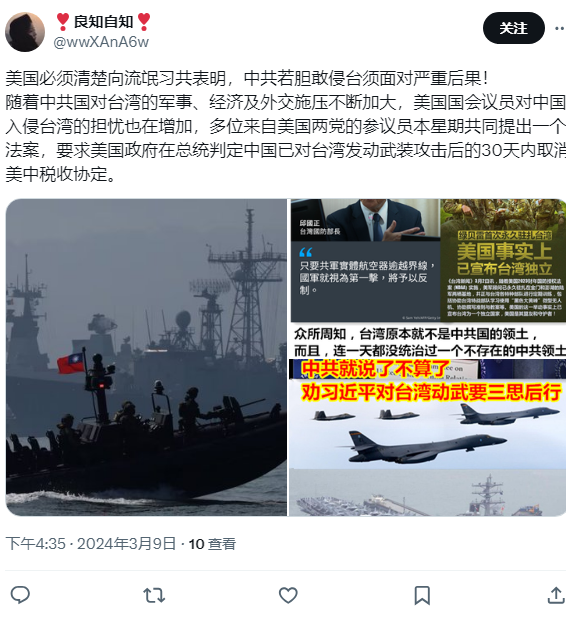 良知自知
@wwXAnA6w
关注
美国必须清楚向流氓习共表明，中共若胆敢侵台须面对严重后果！
随着中共国对台湾的军事、经济及外交施压不断加大，美国国会议员对中国
入侵台湾的担忧也在增加，多位来自美国两党的参议员本星期共同提出一个
法案，要求美国政府在总统判定中国已对台湾发动武装攻击后的30天内取消
美中税收协定。
邱國正
台灣國防部長
只要共軍實體航空器逾越界線，
國軍就視為第一擊，將予以反
制。
美国事实上
已宣布台湾独立
众所周知，台湾原本就不是中共国的领土，
而且，连一天都没统治过一个不存在的中共领土
中共就说了不算了
劝习近平对台湾动武要三思后行
下午4:35 · 2024年3月9日 · 10 查看